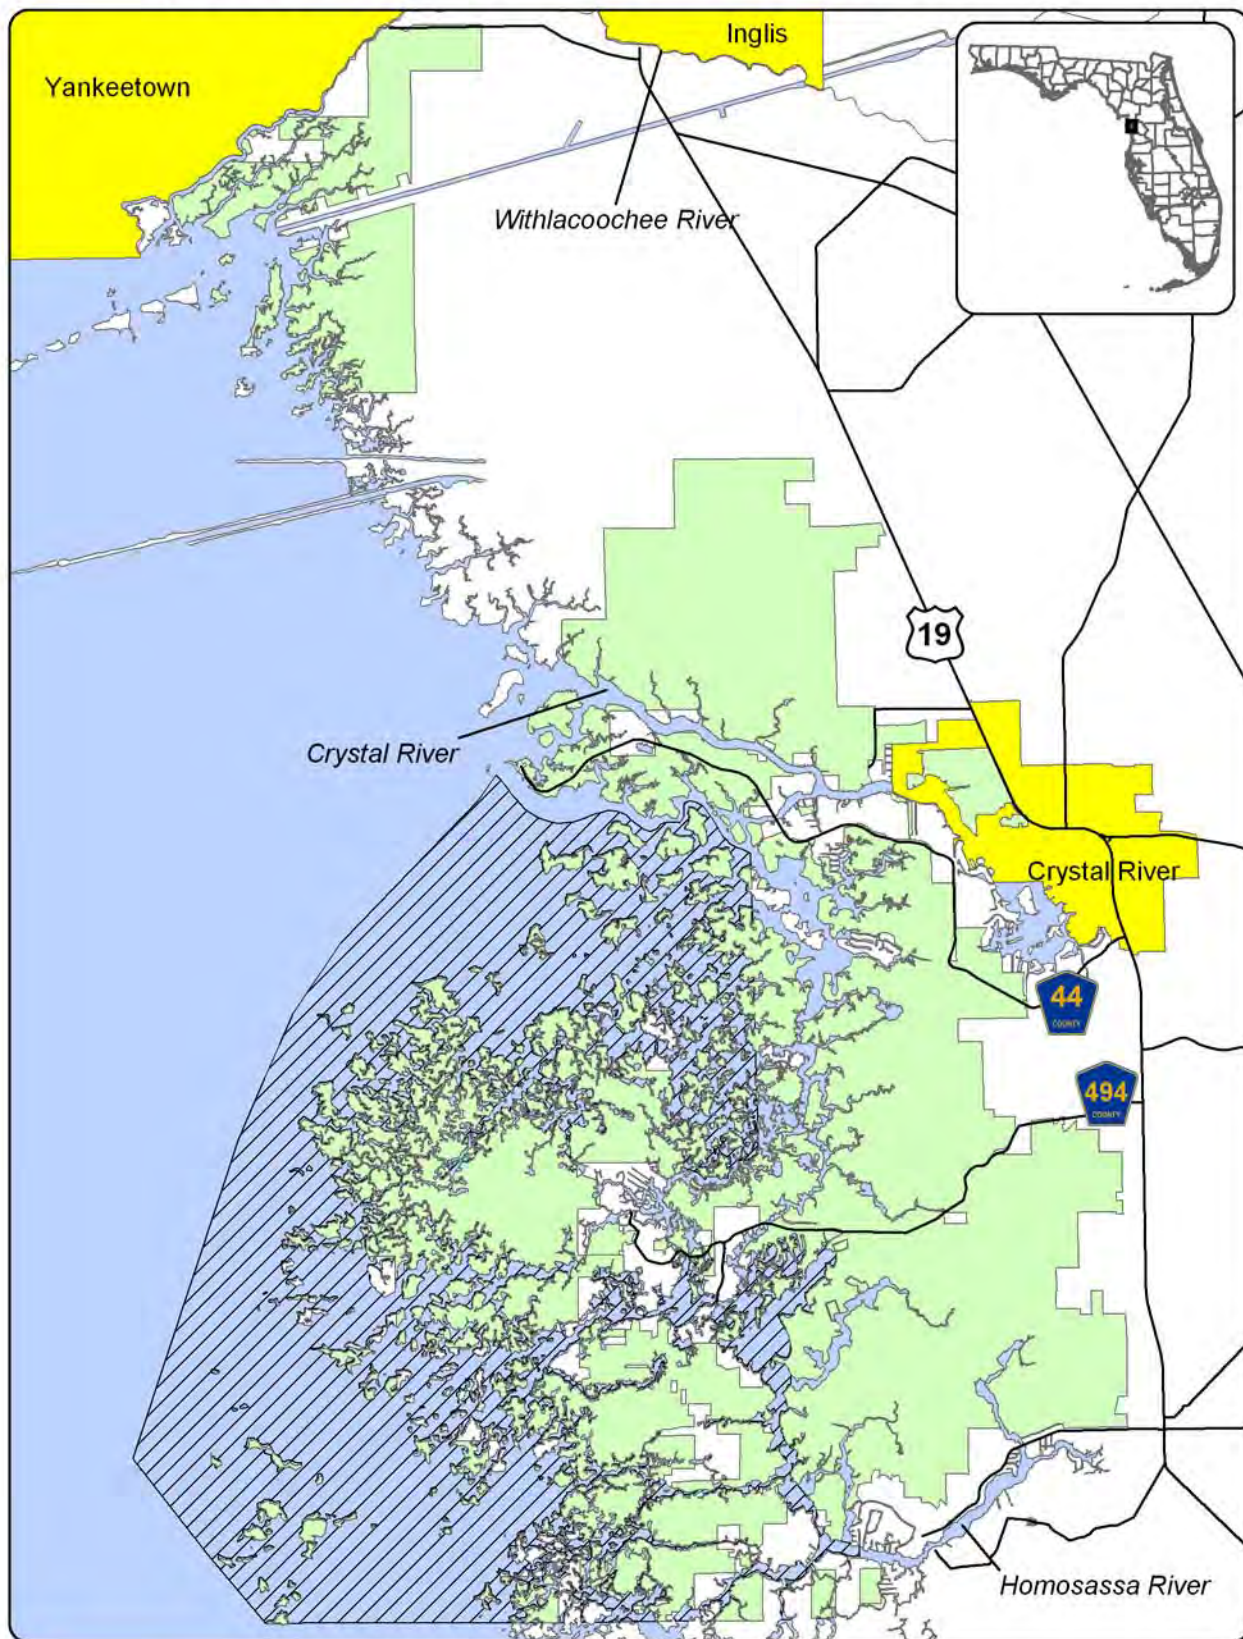 Inglis
Yankeetown
Withlacoochee River
19
Crystal River
Crystal River
44
COUNTY
494
COUNTY
Homosassa River